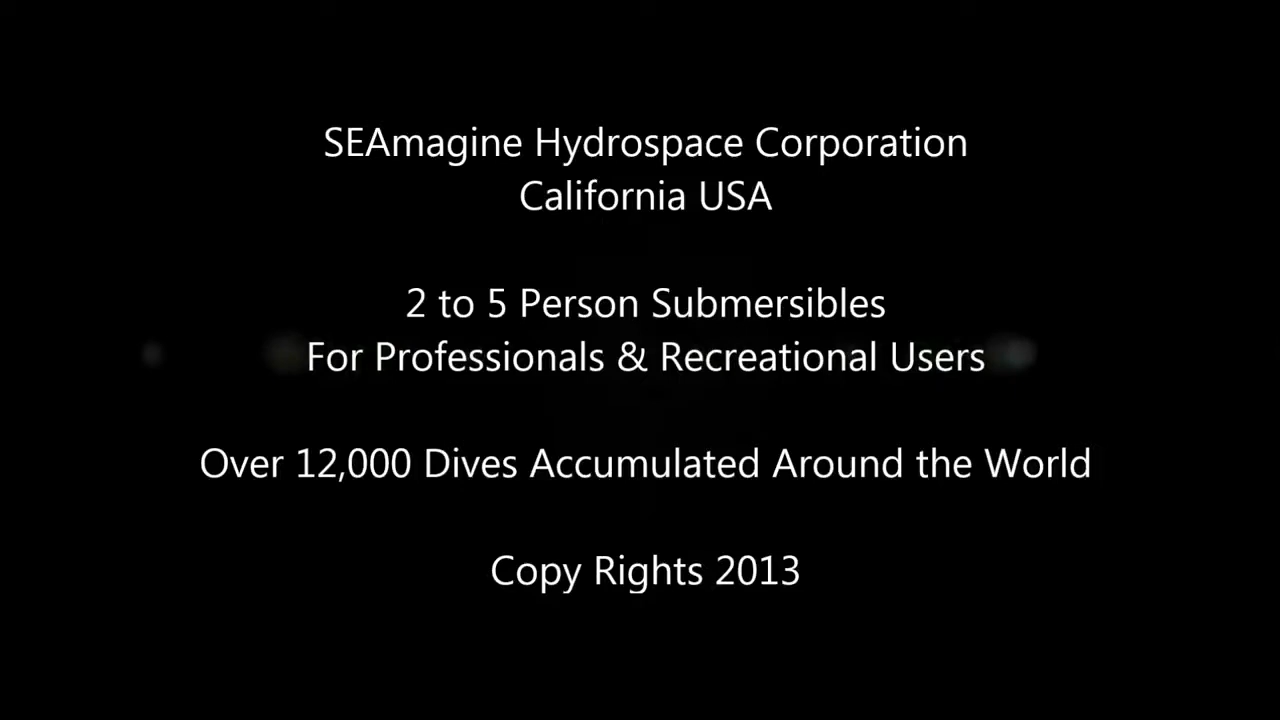 SEAmagine Hydrospace Corporation
California USA
2 to 5 Person Submersibles
For Professionals & Recreational Users
Over 12,000 Dives Accumulated Around the World
Copy Rights 2013